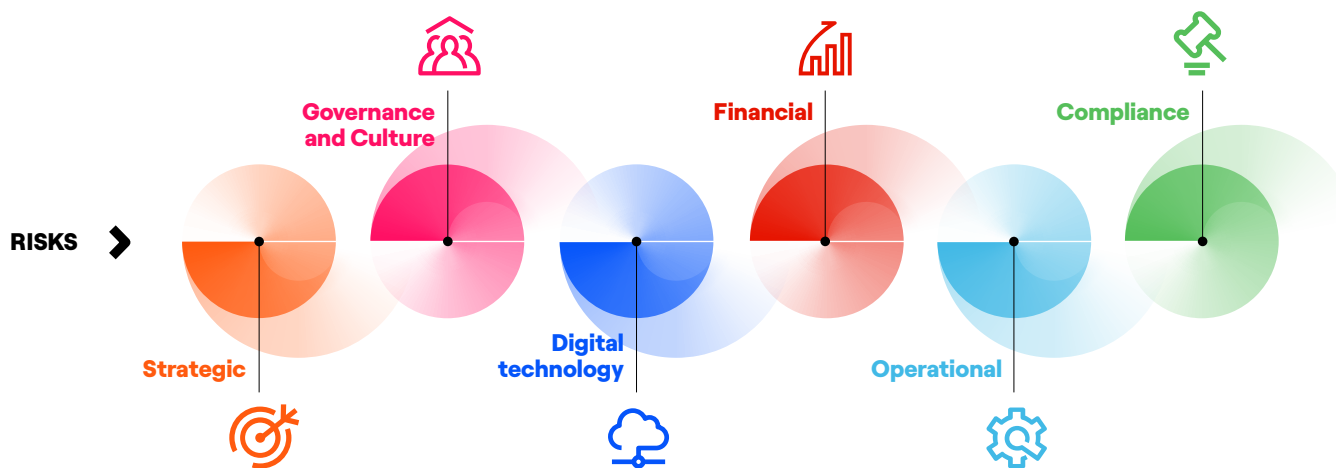 RISKS
Strategic
Governance
and Culture
Digital
technology
Financial
Operational
Compliance